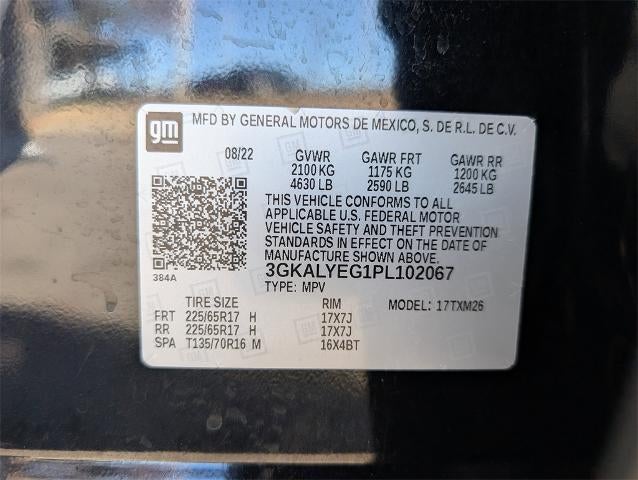 gm
MFD BY GENERAL MOTORS DE MEXICO, S. DE R.L. DE C.V.
08/22 GVWR GAWR FRT GAWR RR
2100 KG 1175 KG 1200 KG
4630 LB 2590 LB 2645 LB
THIS VEHICLE CONFORMS TO ALL
APPLICABLE U.S. FEDERAL MOTOR
VEHICLE SAFETY AND THEFT PREVENTION
STANDARDS IN EFFECT ON THE DATE OF
MANUFACTURE SHOWN ABOVE.
3GKALYEG1PL102067
384A
TYPE: MPV
TIRE SIZE RIM MODEL: 17TXM26
FRT 225/65R17 H 17X7J
RR 225/65R17 H 17X7J
SPA T135/70R16 M 16X4BT